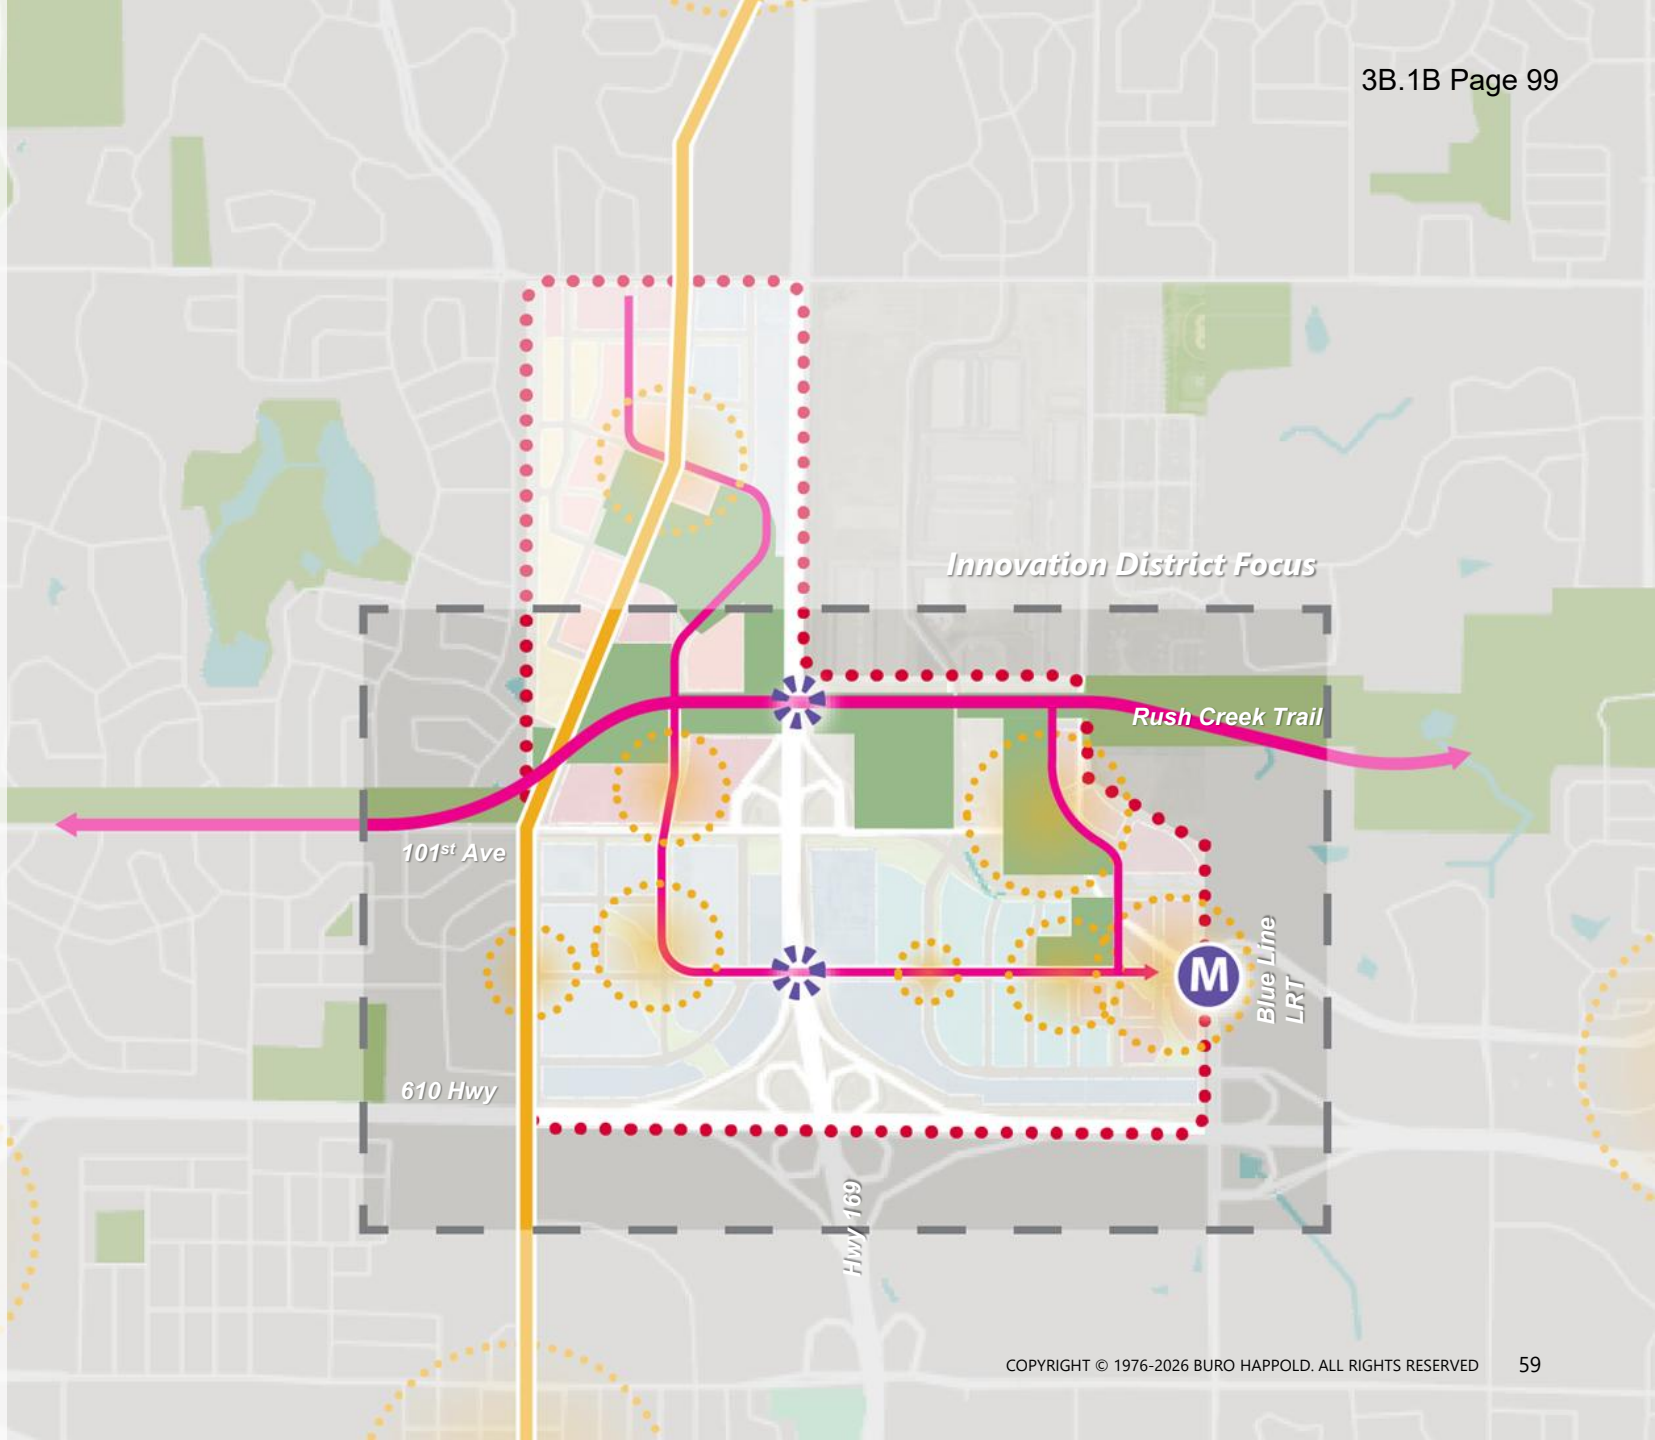 3B.1B Page 99
Innovation District Focus
Rush Creek Trail
101st Ave
M
Blue Line
LRT
610 Hwy
Hwy 169
COPYRIGHT © 1976-2026 BURO HAPPOLD. ALL RIGHTS RESERVED 59